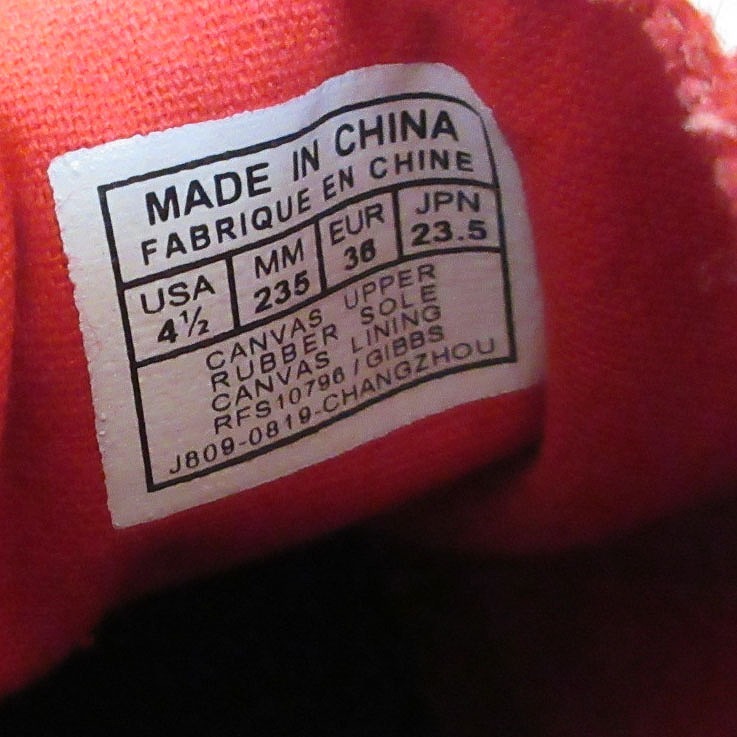 MADE IN CHINA
FABRIQUE EN CHINE
USA MM EUR JPN
4½ 235 36 23.5
CANVAS UPPER
RUBBER SOLE
CANVAS LINING
RFS10796/GIBBS
J809-0819-CHANGZHOU